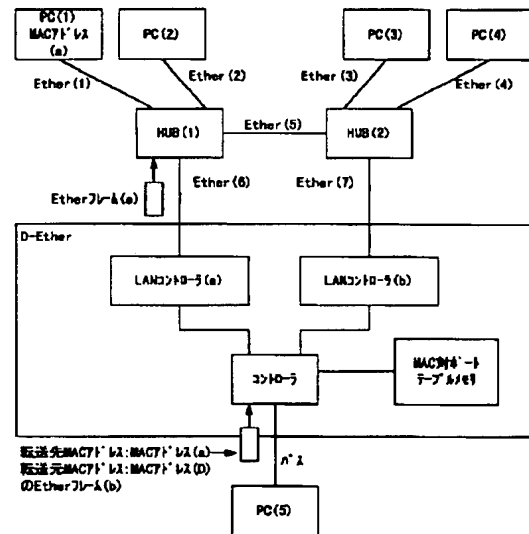 PC(1)
MACｱﾄﾞﾚｽ
(a)
PC(2)
PC(3)
PC(4)
Ether(1)
Ether(2)
Ether(3)
Ether(4)
HUB(1)
Ether(5)
HUB(2)
Ether(6)
Ether(7)
Etherﾌﾚｰﾑ(a)
D-Ether
LANｺﾝﾄﾛｰﾗ(a)
LANｺﾝﾄﾛｰﾗ(b)
ｺﾝﾄﾛｰﾗ
MAC対ﾎﾟｰﾄ
ﾃｰﾌﾞﾙﾒﾓﾘ
転送先MACｱﾄﾞﾚｽ:MACｱﾄﾞﾚｽ(a)
転送元MACｱﾄﾞﾚｽ:MACｱﾄﾞﾚｽ(D)
のEtherﾌﾚｰﾑ(b)
ﾊﾞｽ
PC(5)